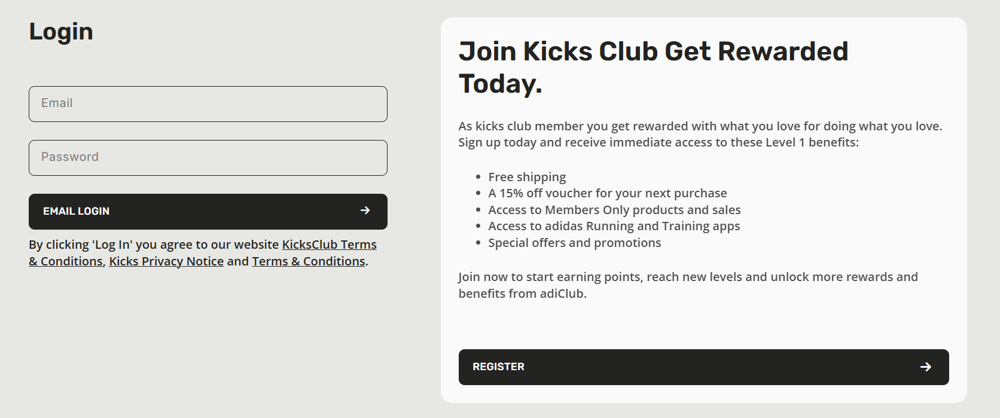 Login
Email
Password
EMAIL LOGIN
By clicking 'Log In' you agree to our website KicksClub Terms
& Conditions, Kicks Privacy Notice and Terms & Conditions.
Join Kicks Club Get Rewarded
Today.
As kicks club member you get rewarded with what you love for doing what you love.
Sign up today and receive immediate access to these Level 1 benefits:
Free shipping
A 15% off voucher for your next purchase
Access to Members Only products and sales
Access to adidas Running and Training apps
Special offers and promotions
Join now to start earning points, reach new levels and unlock more rewards and
benefits from adiClub.
REGISTER